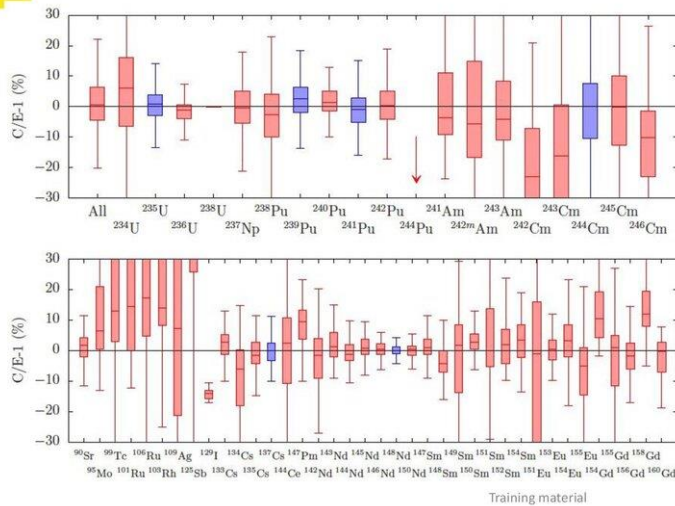 C/E-1 (%)
30
20
10
0
-10
-20
-30
All ²³⁵U ²³⁸U ²³⁸Pu ²⁴⁰Pu ²⁴²Pu ²⁴¹Am ²⁴³Am ²⁴³Cm ²⁴⁵Cm
²³⁴U ²³⁶U ²³⁷Np ²³⁹Pu ²⁴¹Pu ²⁴⁴Pu ²⁴²ᵐAm ²⁴²Cm ²⁴⁴Cm ²⁴⁶Cm
C/E-1 (%)
30
20
10
0
-10
-20
-30
⁹⁰Sr ⁹⁹Tc ¹⁰⁶Ru ¹⁰⁹Ag ¹²⁹I ¹³⁴Cs ¹³⁷Cs ¹⁴⁷Pm ¹⁴³Nd ¹⁴⁵Nd ¹⁴⁸Nd ¹⁴⁷Sm ¹⁴⁹Sm ¹⁵¹Sm ¹⁵⁴Sm ¹⁵³Eu ¹⁵⁵Eu ¹⁵⁵Gd ¹⁵⁸Gd
⁹⁵Mo ¹⁰¹Ru ¹⁰³Rh ¹²⁵Sb ¹³³Cs ¹³⁵Cs ¹⁴⁴Ce ¹⁴²Nd ¹⁴⁴Nd ¹⁴⁶Nd ¹⁵⁰Nd ¹⁴⁸Sm ¹⁵⁰Sm ¹⁵²Sm ¹⁵¹Eu ¹⁵⁴Eu ¹⁵⁴Gd ¹⁵⁶Gd ¹⁶⁰Gd
Training material